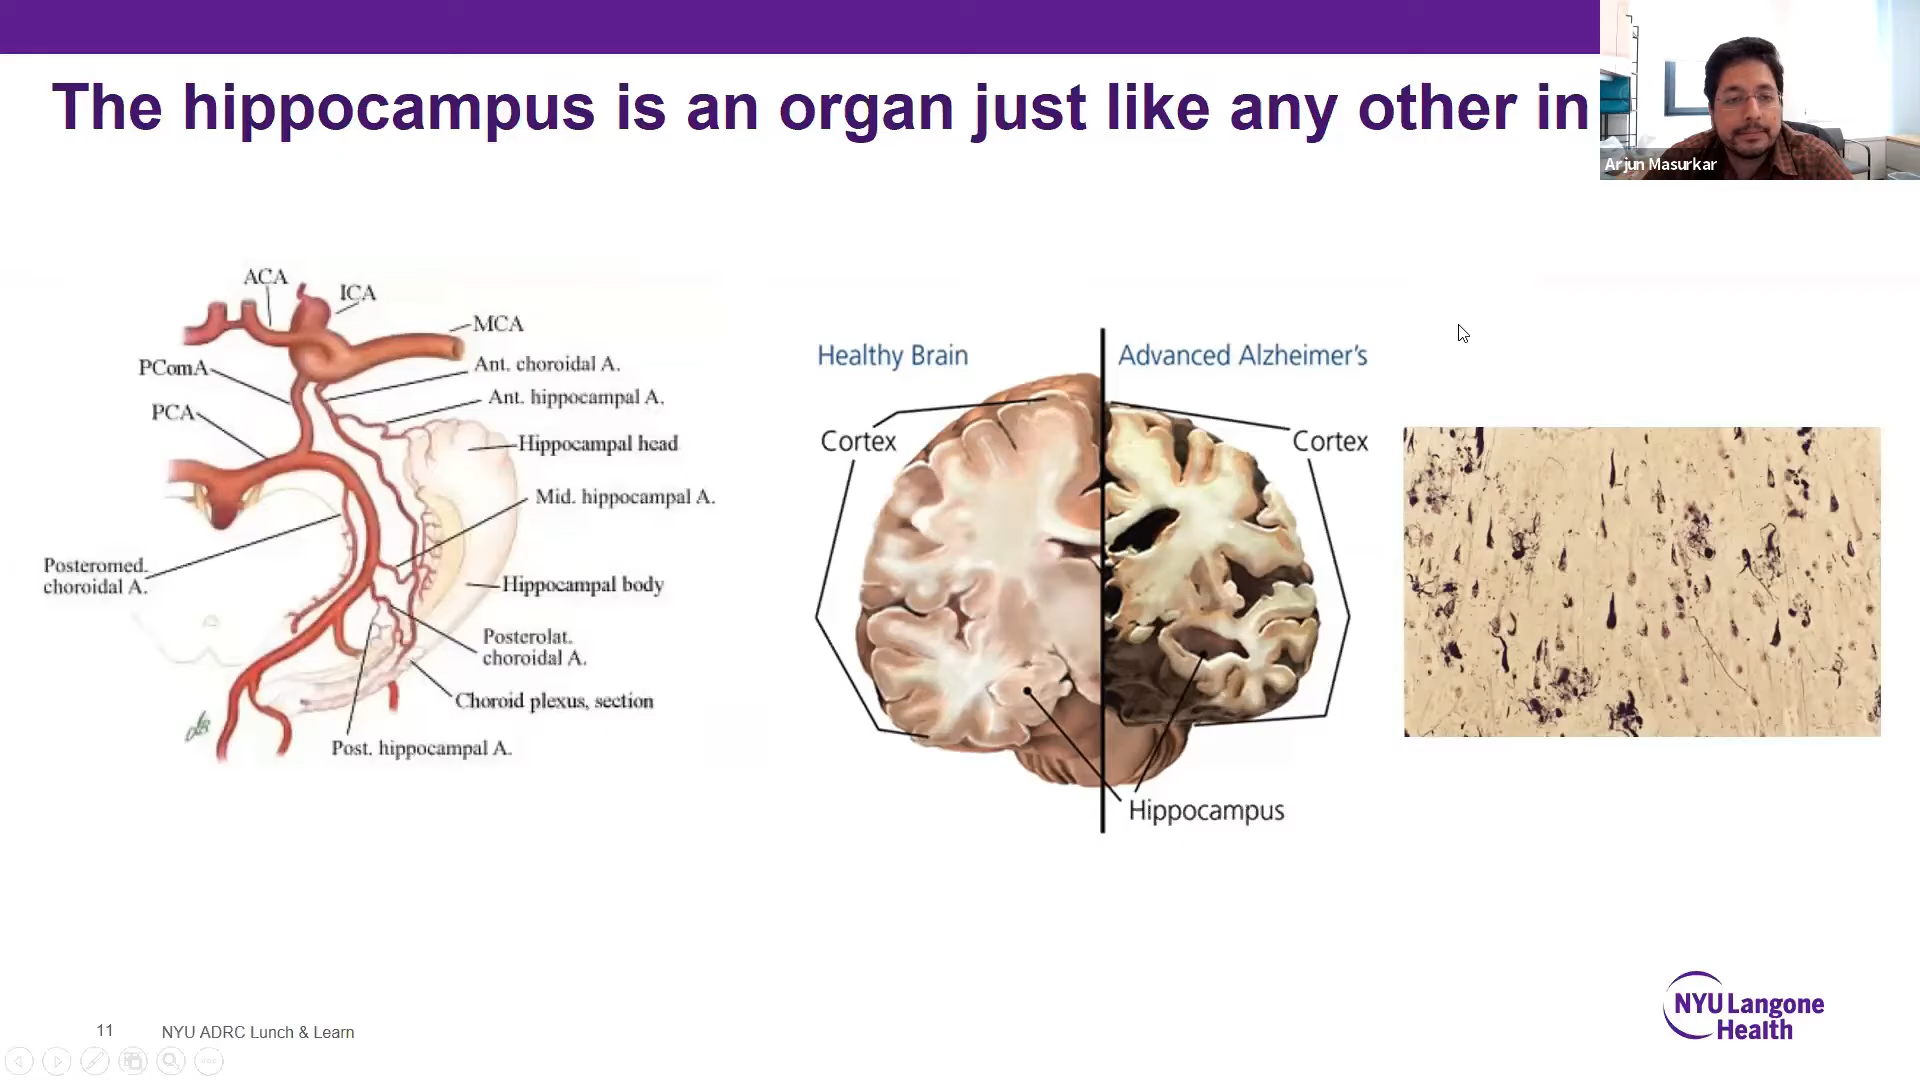 The hippocampus is an organ just like any other in
Arjun Masurkar
ACA
ICA
MCA
PComA
Ant. choroidal A.
Ant. hippocampal A.
PCA
Hippocampal head
Mid. hippocampal A.
Posteromed.
choroidal A.
Hippocampal body
Posterolat.
choroidal A.
Choroid plexus, section
Post. hippocampal A.
Healthy Brain
Advanced Alzheimer's
Cortex
Cortex
Hippocampus
11
NYU ADRC Lunch & Learn
NYU Langone
Health